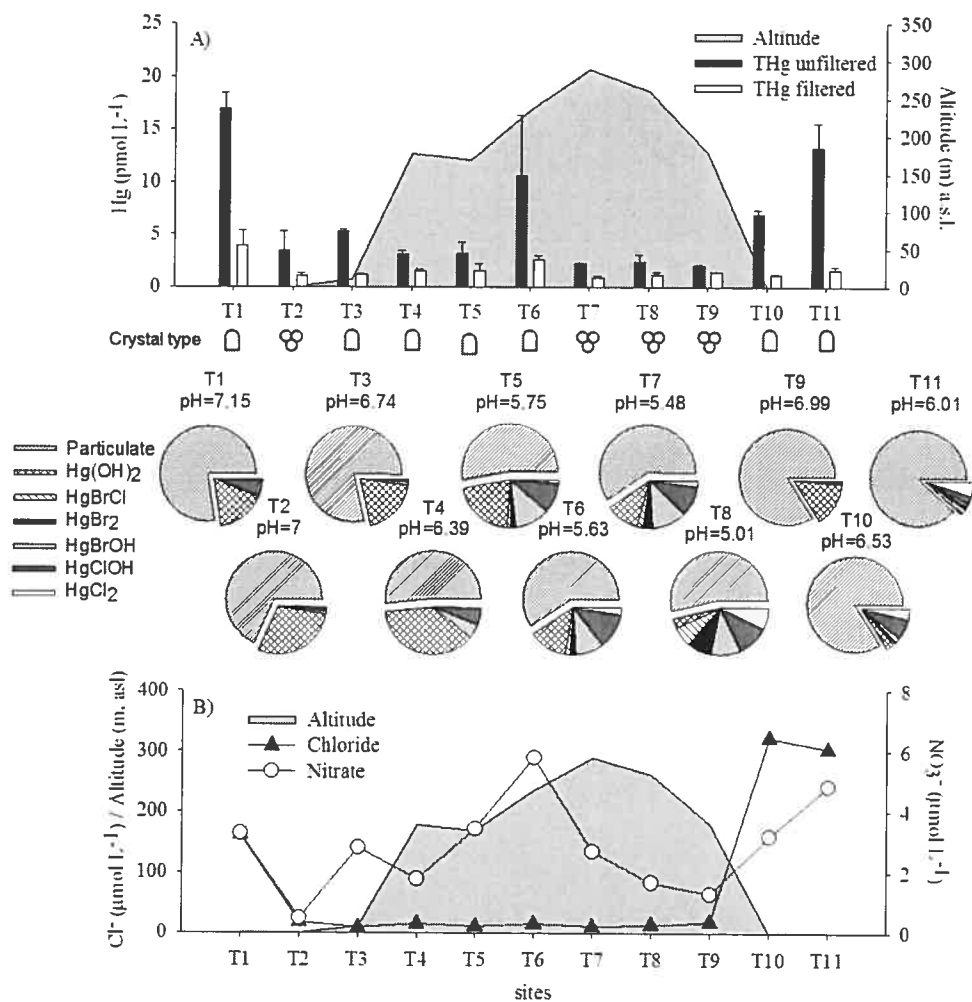 A)
Altitude
THg unfiltered
THg filtered
Hg (pmol L⁻¹)
25
20
15
10
5
0
Altitude (m) a.s.l.
350
300
250
200
150
100
50
0
T1 T2 T3 T4 T5 T6 T7 T8 T9 T10 T11
Crystal type
T1 T3 T5 T7 T9 T11
pH=7.15 pH=6.74 pH=5.75 pH=5.48 pH=6.99 pH=6.01
Particulate
Hg(OH)2
HgBrCl
HgBr2
HgBrOH
HgClOH
HgCl2
T2 T4 T6 T8 T10
pH=7 pH=6.39 pH=5.63 pH=5.01 pH=6.53
B)
Altitude
Chloride
Nitrate
Cl⁻ (µmol L⁻¹) / Altitude (m. asl)
400
300
200
100
0
NO3⁻ (µmol L⁻¹)
8
6
4
2
0
T1 T2 T3 T4 T5 T6 T7 T8 T9 T10 T11
sites